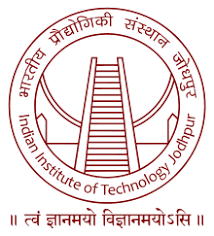 भारतीय प्रौद्योगिकी संस्थान जोधपुर
Indian Institute of Technology Jodhpur
॥ त्वं ज्ञानमयो विज्ञानमयोऽसि ॥